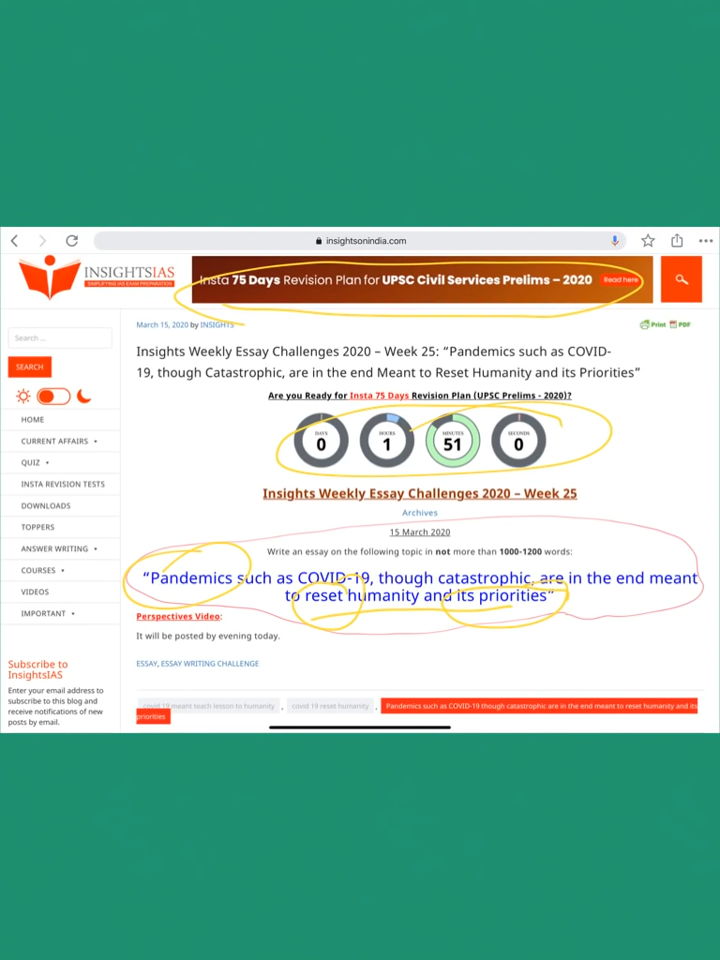 insightsonindia.com
INSIGHTSIAS
SIMPLIFYING IAS EXAM PREPARATION
Insta 75 Days Revision Plan for UPSC Civil Services Prelims – 2020
Read here
March 15, 2020 by INSIGHTS
Print PDF
Search ...
SEARCH
HOME
CURRENT AFFAIRS
QUIZ
INSTA REVISION TESTS
DOWNLOADS
TOPPERS
ANSWER WRITING
COURSES
VIDEOS
IMPORTANT
Subscribe to
InsightsIAS
Enter your email address to
subscribe to this blog and
receive notifications of new
posts by email.
Insights Weekly Essay Challenges 2020 – Week 25: “Pandemics such as COVID-
19, though Catastrophic, are in the end Meant to Reset Humanity and its Priorities”
Are you Ready for Insta 75 Days Revision Plan (UPSC Prelims - 2020)?
DAYS HOURS MINUTES SECONDS
0 1 51 0
Insights Weekly Essay Challenges 2020 – Week 25
Archives
15 March 2020
Write an essay on the following topic in not more than 1000-1200 words:
“Pandemics such as COVID-19, though catastrophic, are in the end meant
to reset humanity and its priorities”
Perspectives Video:
It will be posted by evening today.
ESSAY, ESSAY WRITING CHALLENGE
covid 19 meant teach lesson to humanity , covid 19 reset humanity , Pandemics such as COVID-19 though catastrophic are in the end meant to reset humanity and its
priorities